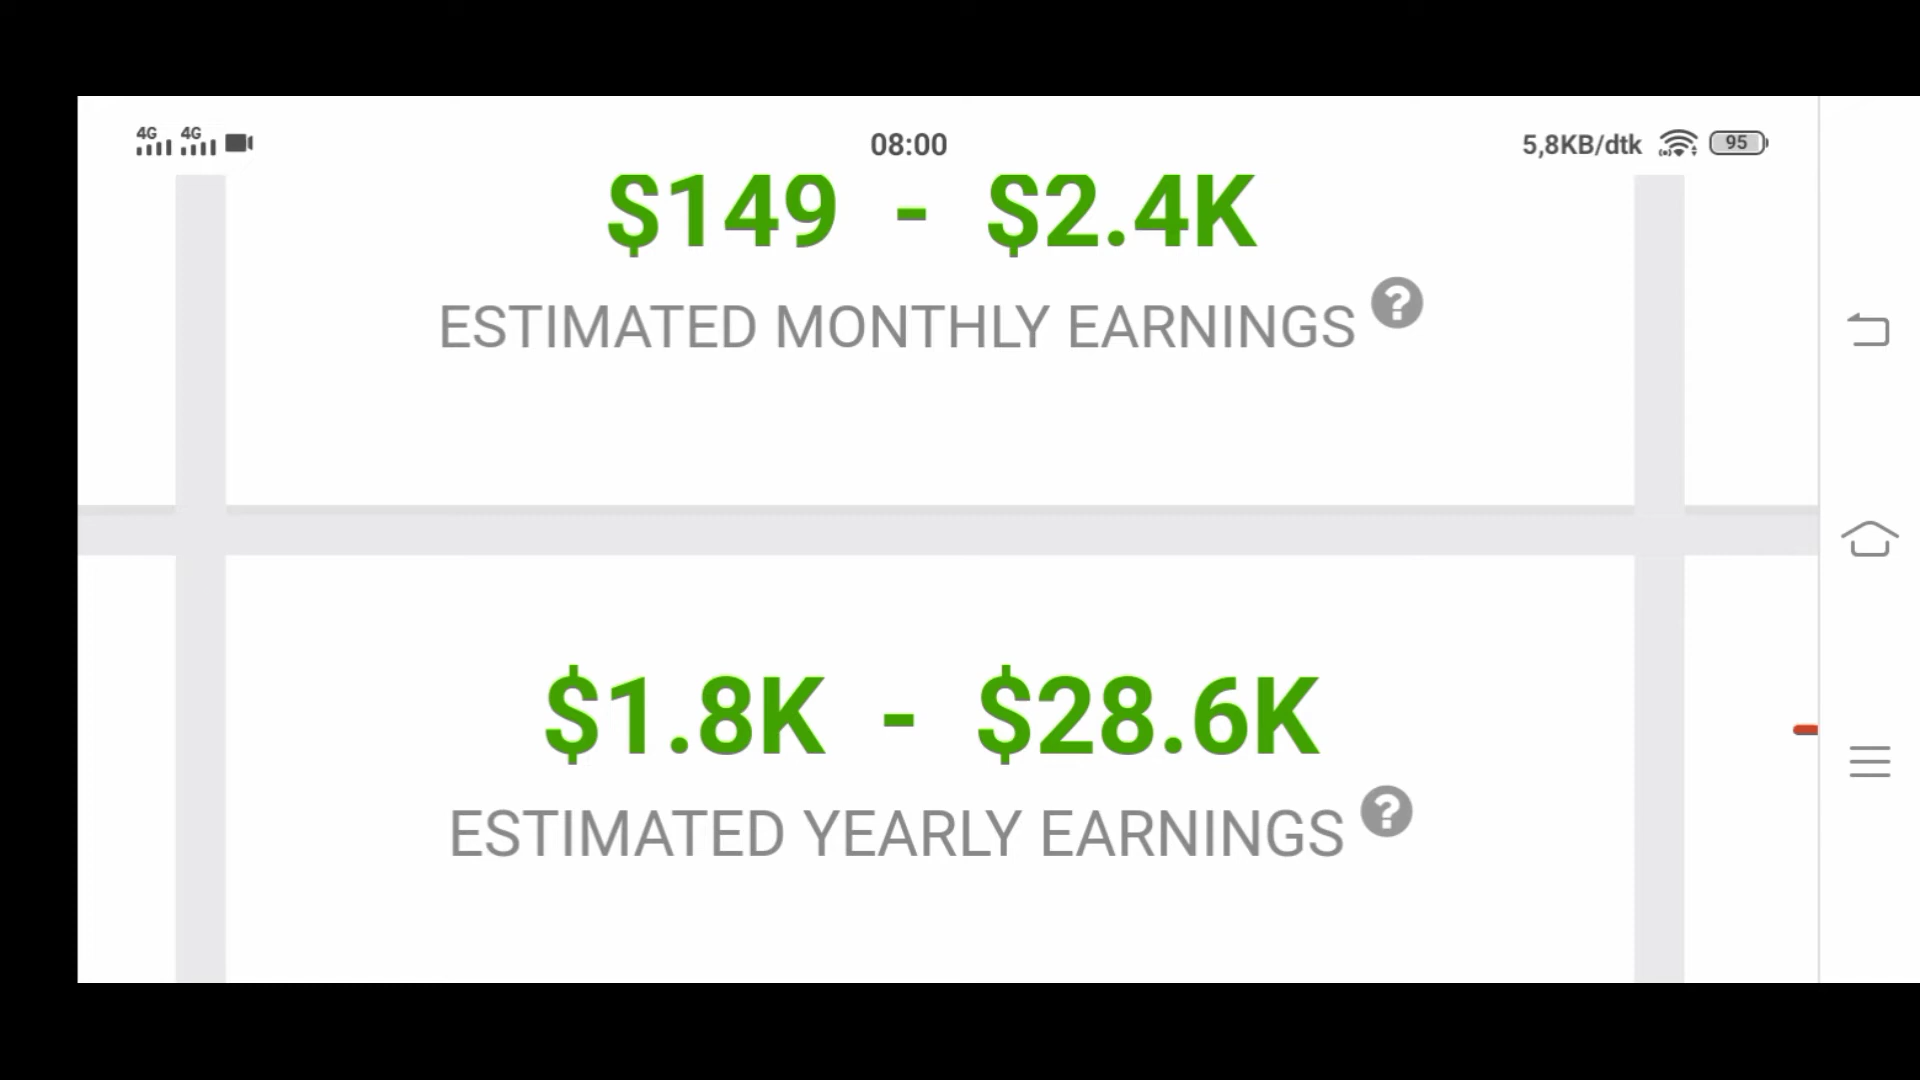 4G 4G 08:00 5,8KB/dtk 95
$149 - $2.4K
ESTIMATED MONTHLY EARNINGS ?
$1.8K - $28.6K
ESTIMATED YEARLY EARNINGS ?